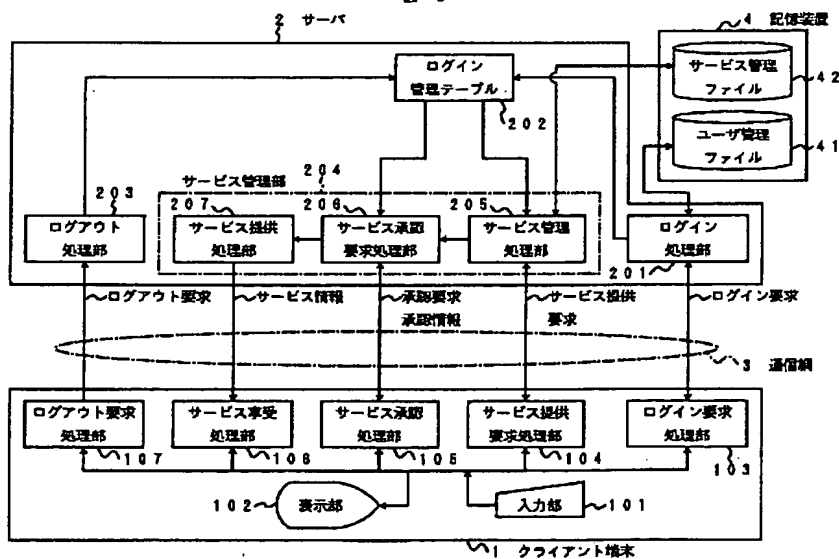 2 サーバ
4 記憶装置
ログイン
管理テーブル
202
サービス管理
ファイル
42
ユーザ管理
ファイル
41
サービス管理部
204
203
207
206
205
ログアウト
処理部
サービス提供
処理部
サービス承認
要求処理部
サービス管理
処理部
ログイン
処理部
201
ログアウト要求
サービス情報
承認要求
承認情報
サービス提供
要求
ログイン要求
3 通信網
ログアウト要求
処理部
107
サービス享受
処理部
106
サービス承認
処理部
105
サービス提供
要求処理部
104
ログイン要求
処理部
103
102
表示部
入力部
101
1 クライアント端末